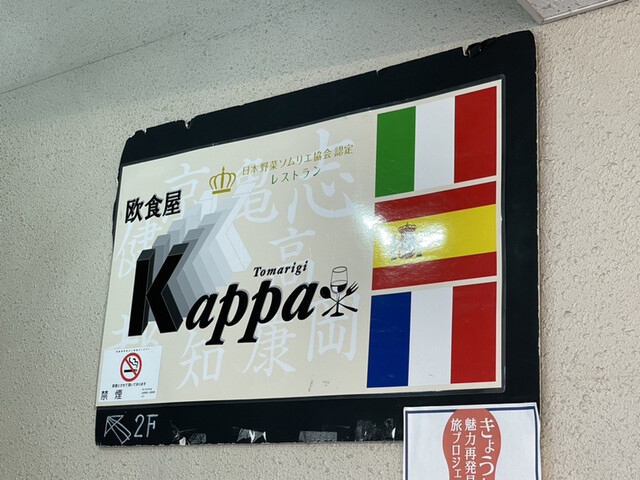 日本野菜ソムリエ協会認定
レストラン
欧食屋
Kappa
Tomarigi
禁煙
2F
きょう
魅力再発見
旅プロジェ